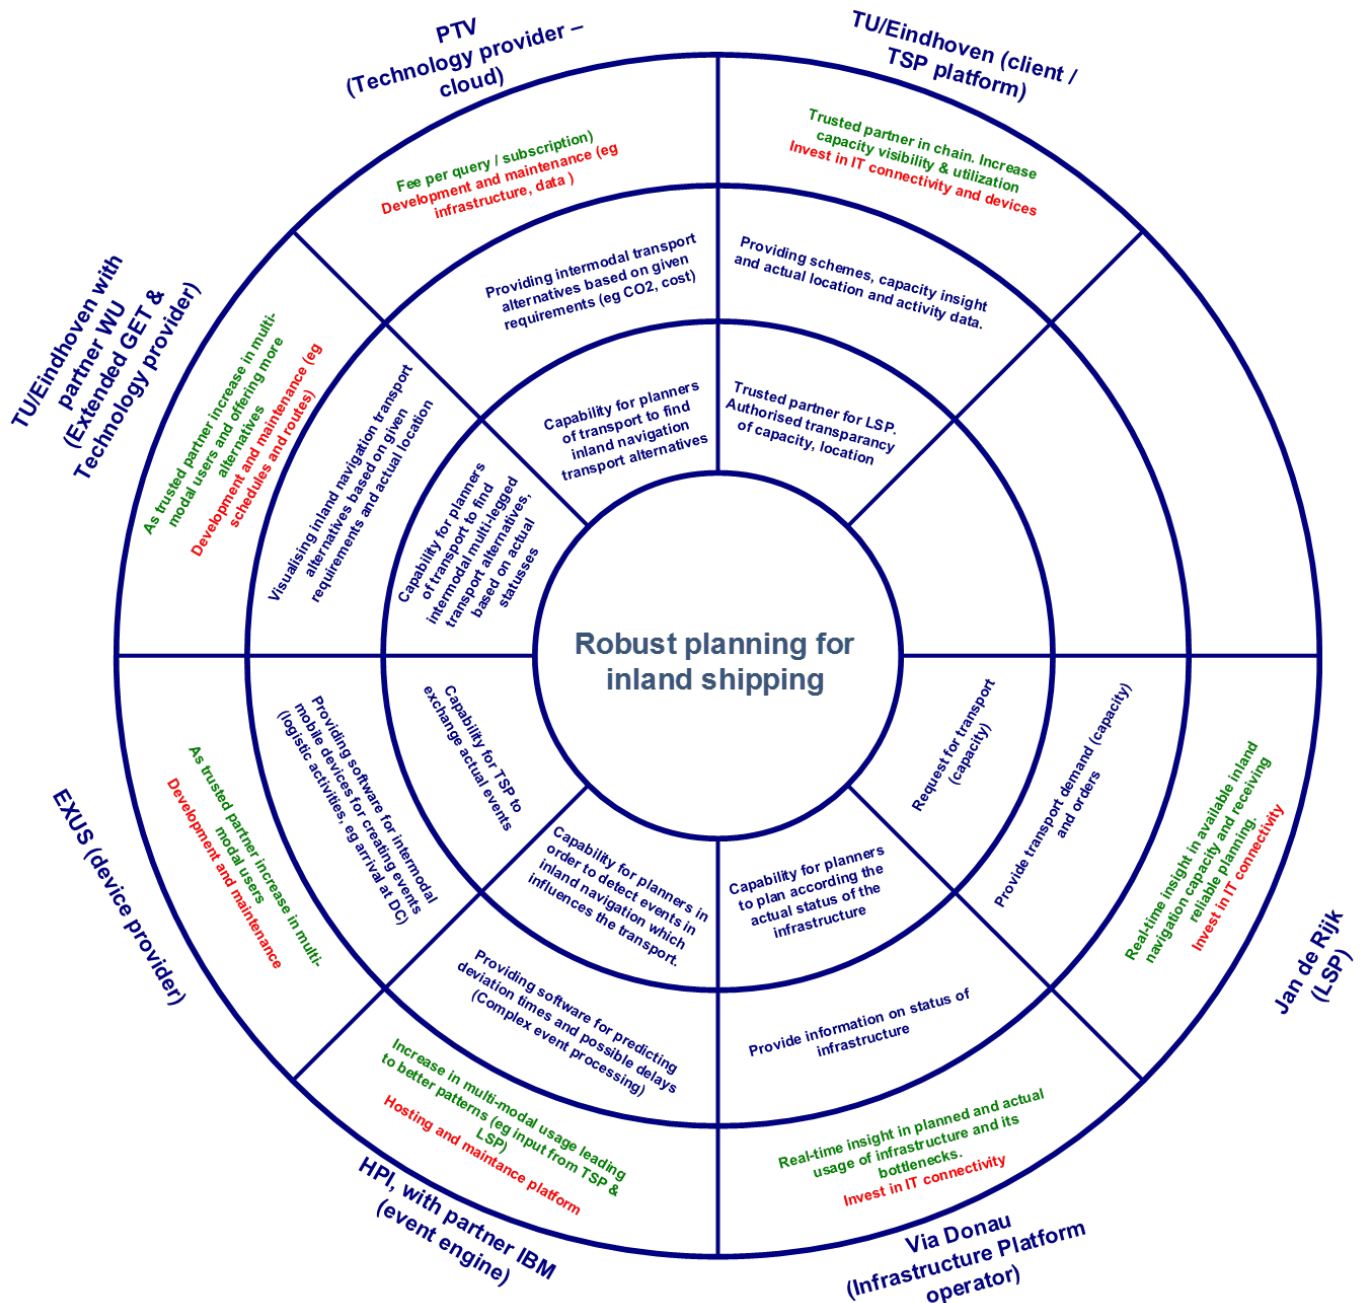 PTV
(Technology provider –
cloud)
TU/Eindhoven (client /
TSP platform)
Fee per query / subscription)
Development and maintenance (eg
infrastructure, data )
Trusted partner in chain. Increase
capacity visibility & utilization
Invest in IT connectivity and devices
Providing intermodal transport
alternatives based on given
requirements (eg CO2, cost)
Providing schemes, capacity insight
and actual location and activity data.
Capability for planners
of transport to find
inland navigation
transport alternatives
Trusted partner for LSP.
Authorised transparancy
of capacity, location
TU/Eindhoven with
partner WU
(Extended GET &
Technology provider)
As trusted partner increase in multi-
modal users and offering more
alternatives
Development and maintenance (eg
schedules and routes)
Visualising inland navigation transport
alternatives based on given
requirements and actual location
Capability for planners
of transport to find
intermodal multi-legged
transport alternatives,
based on actual
statusses
Robust planning for
inland shipping
EXUS (device provider)
As trusted partner increase in multi-
modal users
Development and maintenance
Providing software for intermodal
mobile devices for creating events
(logistic activities, eg arrival at DC)
Capability for TSP to
exchange actual events
Capability for planners in
order to detect events in
inland navigation which
influences the transport.
Providing software for predicting
deviation times and possible delays
(Complex event processing)
Increase in multi-modal usage leading
to better patterns (eg input from TSP &
LSP)
Hosting and maintance platform
HPI, with partner IBM
(event engine)
Capability for planners
to plan according the
actual status of the
infrastructure
Provide information on status of
infrastructure
Real-time insight in planned and actual
usage of infrastructure and its
bottlenecks.
Invest in IT connectivity
Via Donau
(Infrastructure Platform
operator)
Request for transport
(capacity)
Provide transport demand (capacity)
and orders
Real-time insight in available inland
navigation capacity and receiving
reliable planning.
Invest in IT connectivity
Jan de Rijk
(LSP)